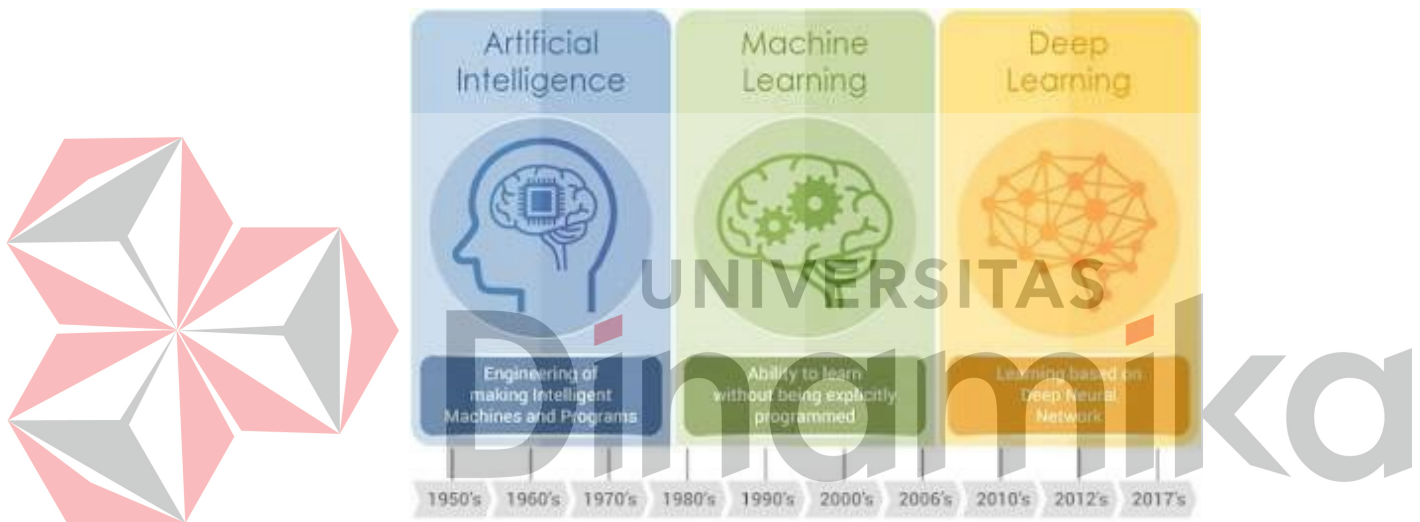 Artificial
Intelligence
Machine
Learning
Deep
Learning
UNIVERSITAS
Dinamika
Engineering of
making Intelligent
Machines and Programs
Ability to learn
without being explicitly
programmed
Learning based on
Deep Neural
Network
1950's
1960's
1970's
1980's
1990's
2000's
2006's
2010's
2012's
2017's